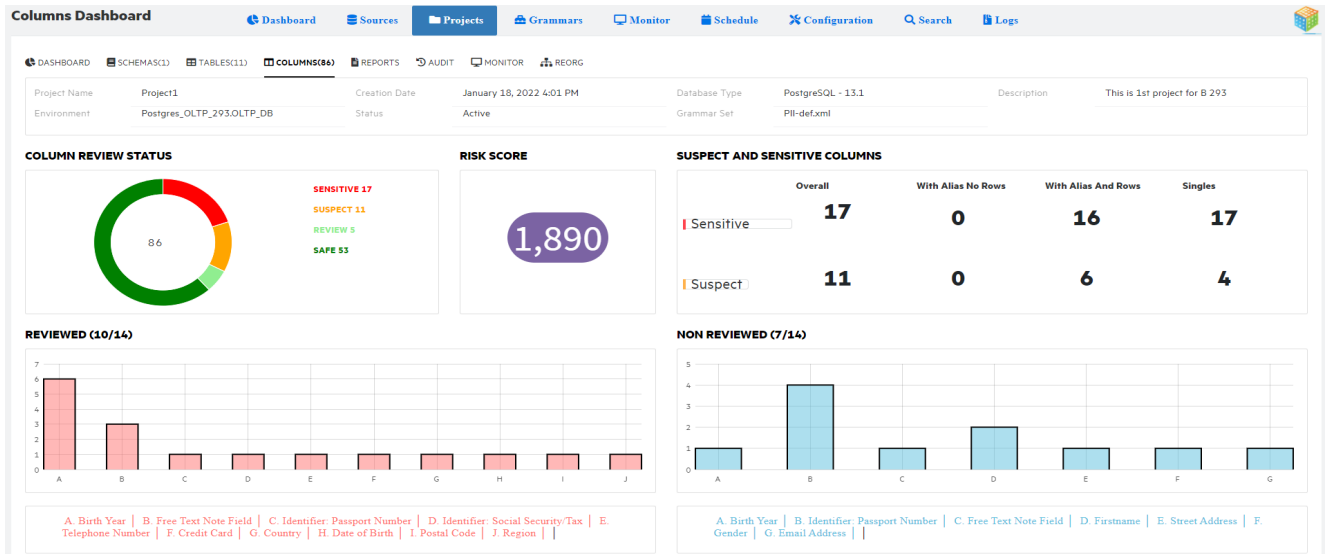 Columns Dashboard
Dashboard Sources Projects Grammars Monitor Schedule Configuration Search Logs
DASHBOARD SCHEMAS(1) TABLES(11) COLUMNS(86) REPORTS AUDIT MONITOR REORG
Project Name Project1 Creation Date January 18, 2022 4:01 PM Database Type PostgreSQL - 13.1 Description This is 1st project for B 293
Environment Postgres_OLTP_293.OLTP_DB Status Active Grammar Set PII-def.xml
COLUMN REVIEW STATUS
86
SENSITIVE 17
SUSPECT 11
REVIEW 5
SAFE 53
RISK SCORE
1,890
SUSPECT AND SENSITIVE COLUMNS
Overall With Alias No Rows With Alias And Rows Singles
Sensitive 17 0 16 17
Suspect 11 0 6 4
REVIEWED (10/14)
7
6
5
4
3
2
1
0
A B C D E F G H I J
A. Birth Year | B. Free Text Note Field | C. Identifier: Passport Number | D. Identifier: Social Security/Tax | E.
Telephone Number | F. Credit Card | G. Country | H. Date of Birth | I. Postal Code | J. Region | |
NON REVIEWED (7/14)
5
4
3
2
1
0
A B C D E F G
A. Birth Year | B. Identifier: Passport Number | C. Free Text Note Field | D. Firstname | E. Street Address | F.
Gender | G. Email Address | |